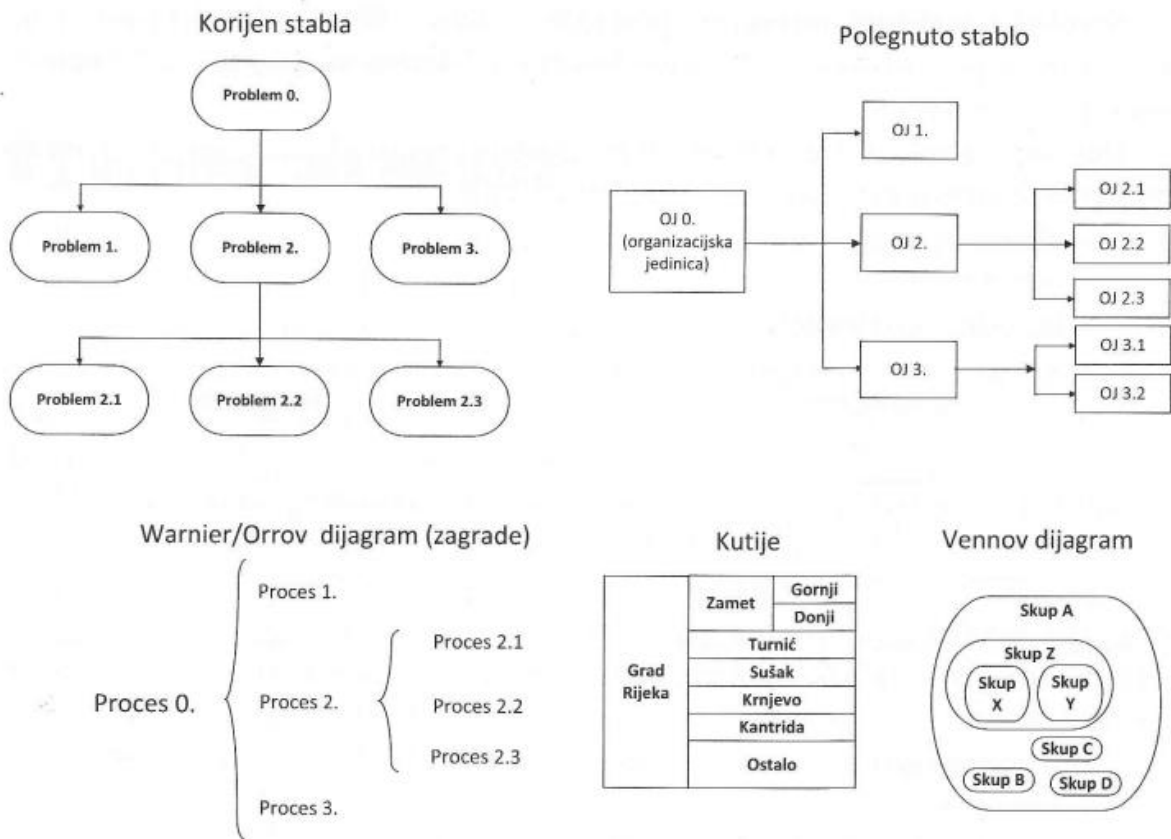 Korijen stabla
Problem 0.
Problem 1.
Problem 2.
Problem 3.
Problem 2.1
Problem 2.2
Problem 2.3
Polegnuto stablo
OJ 0.
(organizacijska
jedinica)
OJ 1.
OJ 2.
OJ 3.
OJ 2.1
OJ 2.2
OJ 2.3
OJ 3.1
OJ 3.2
Warnier/Orrov dijagram (zagrade)
Proces 0.
Proces 1.
Proces 2.
Proces 2.1
Proces 2.2
Proces 2.3
Proces 3.
Kutije
Grad
Rijeka
Zamet
Gornji
Donji
Turnić
Sušak
Krnjevo
Kantrida
Ostalo
Vennov dijagram
Skup A
Skup Z
Skup
X
Skup
Y
Skup C
Skup B
Skup D